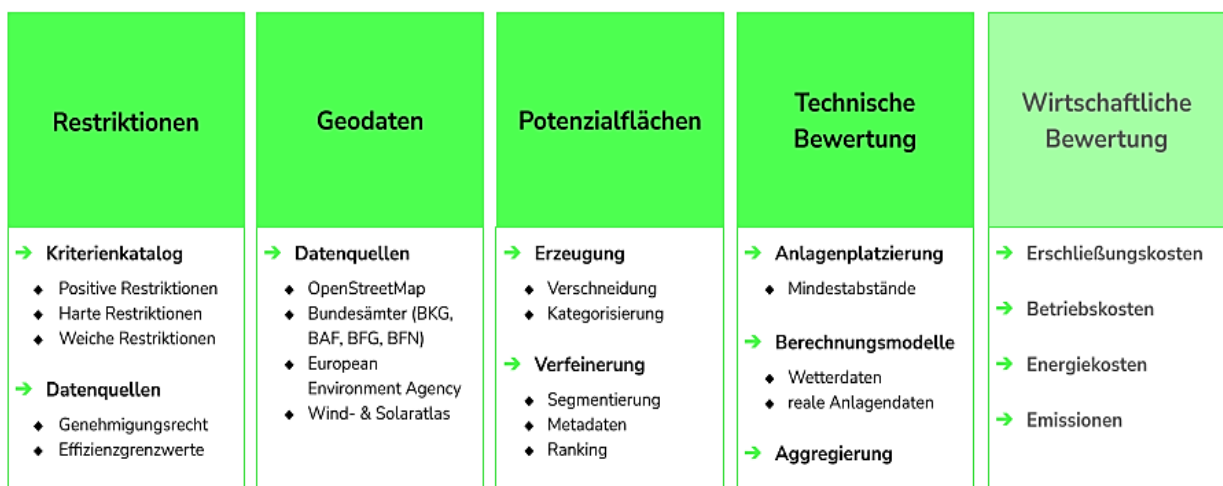 Restriktionen
Kriterienkatalog
Positive Restriktionen
Harte Restriktionen
Weiche Restriktionen
Datenquellen
Genehmigungsrecht
Effizienzgrenzwerte
Geodaten
Datenquellen
OpenStreetMap
Bundesämter (BKG,
BAF, BFG, BFN)
European
Environment Agency
Wind- & Solaratlas
Potenzialflächen
Erzeugung
Verschneidung
Kategorisierung
Verfeinerung
Segmentierung
Metadaten
Ranking
Technische
Bewertung
Anlagenplatzierung
Mindestabstände
Berechnungsmodelle
Wetterdaten
reale Anlagendaten
Aggregierung
Wirtschaftliche
Bewertung
Erschließungskosten
Betriebskosten
Energiekosten
Emissionen